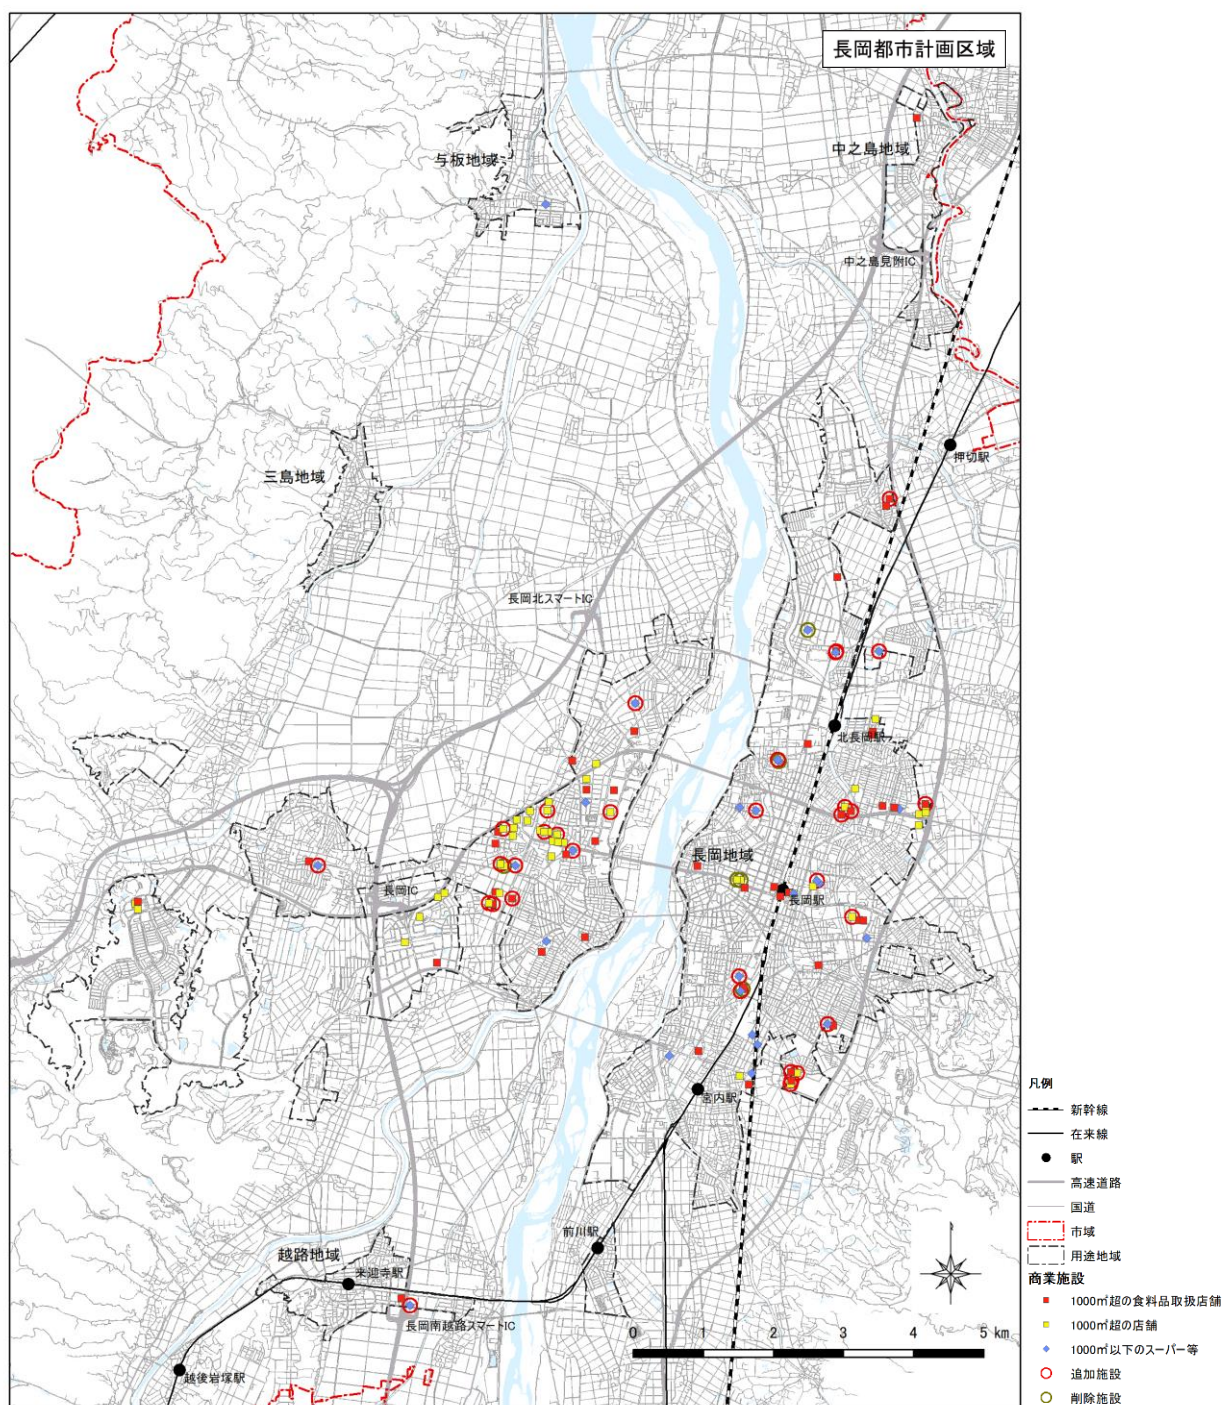 長岡都市計画区域
中之島地域
与板地域
中之島見附IC
押切駅
三島地域
長岡北スマートIC
北長岡駅
長岡地域
長岡IC
長岡駅
宮内駅
前川駅
越路地域
来迎寺駅
長岡南越路スマートIC
越後岩塚駅
0 1 2 3 4 5 km
凡例
新幹線
在来線
駅
高速道路
国道
市域
用途地域
商業施設
1000㎡超の食料品取扱店舗
1000㎡超の店舗
1000㎡以下のスーパー等
追加施設
削除施設